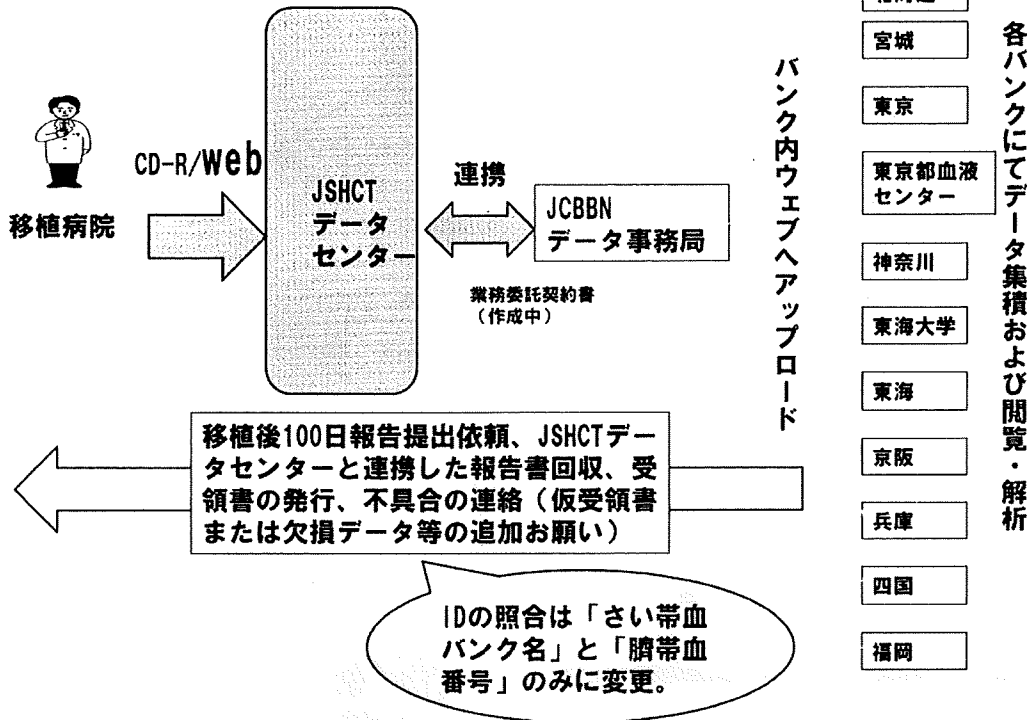 移植病院
CD-R/web
JSHCT
データ
センター
連携
JCBBN
データ事務局
業務委託契約書
(作成中)
バンク内ウェブへアップロード
宮城
東京
東京都血液
センター
神奈川
東海大学
東海
京阪
兵庫
四国
福岡
各バンクにてデータ集積および閲覧・解析
移植後100日報告提出依頼、JSHCTデー
タセンターと連携した報告書回収、受
領書の発行、不具合の連絡(仮受領書
または欠損データ等の追加お願い)
IDの照合は「さい帯血
バンク名」と「臍帯血
番号」のみに変更。